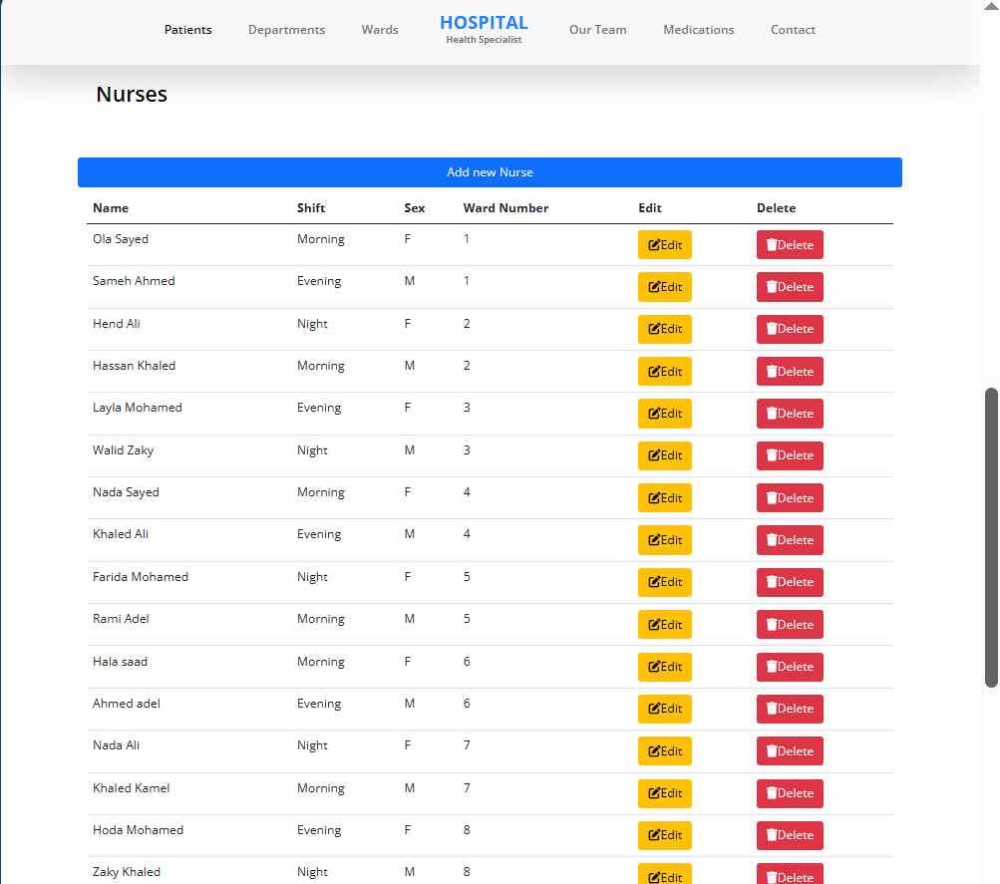 Patients Departments Wards HOSPITAL Our Team Medications Contact
Health Specialist
Nurses
Add new Nurse
Name Shift Sex Ward Number Edit Delete
Ola Sayed Morning F 1 Edit Delete
Sameh Ahmed Evening M 1 Edit Delete
Hend Ali Night F 2 Edit Delete
Hassan Khaled Morning M 2 Edit Delete
Layla Mohamed Evening F 3 Edit Delete
Walid Zaky Night M 3 Edit Delete
Nada Sayed Morning F 4 Edit Delete
Khaled Ali Evening M 4 Edit Delete
Farida Mohamed Night F 5 Edit Delete
Rami Adel Morning M 5 Edit Delete
Hala saad Morning F 6 Edit Delete
Ahmed adel Evening M 6 Edit Delete
Nada Ali Night F 7 Edit Delete
Khaled Kamel Morning M 7 Edit Delete
Hoda Mohamed Evening F 8 Edit Delete
Zaky Khaled Night M 8 Edit Delete